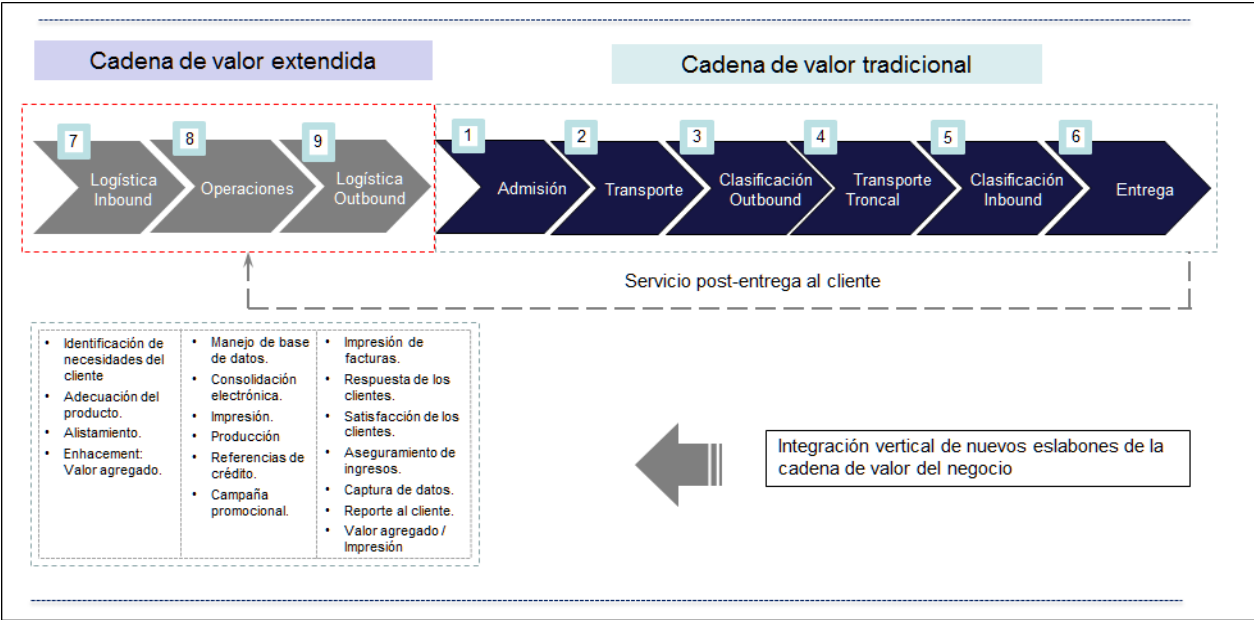 Cadena de valor extendida
Cadena de valor tradicional
7
Logística
Inbound
8
Operaciones
9
Logística
Outbound
1
Admisión
2
Transporte
3
Clasificación
Outbound
4
Transporte
Troncal
5
Clasificación
Inbound
6
Entrega
Servicio post-entrega al cliente
• Identificación de
necesidades del
cliente
• Adecuación del
producto.
• Alistamiento.
• Enhacement:
Valor agregado.
• Manejo de base
de datos.
• Consolidación
electrónica.
• Impresión.
• Producción
• Referencias de
crédito.
• Campaña
promocional.
• Impresión de
facturas.
• Respuesta de los
clientes.
• Satisfacción de los
clientes.
• Aseguramiento de
ingresos.
• Captura de datos.
• Reporte al cliente.
• Valor agregado /
Impresión
Integración vertical de nuevos eslabones de la
cadena de valor del negocio